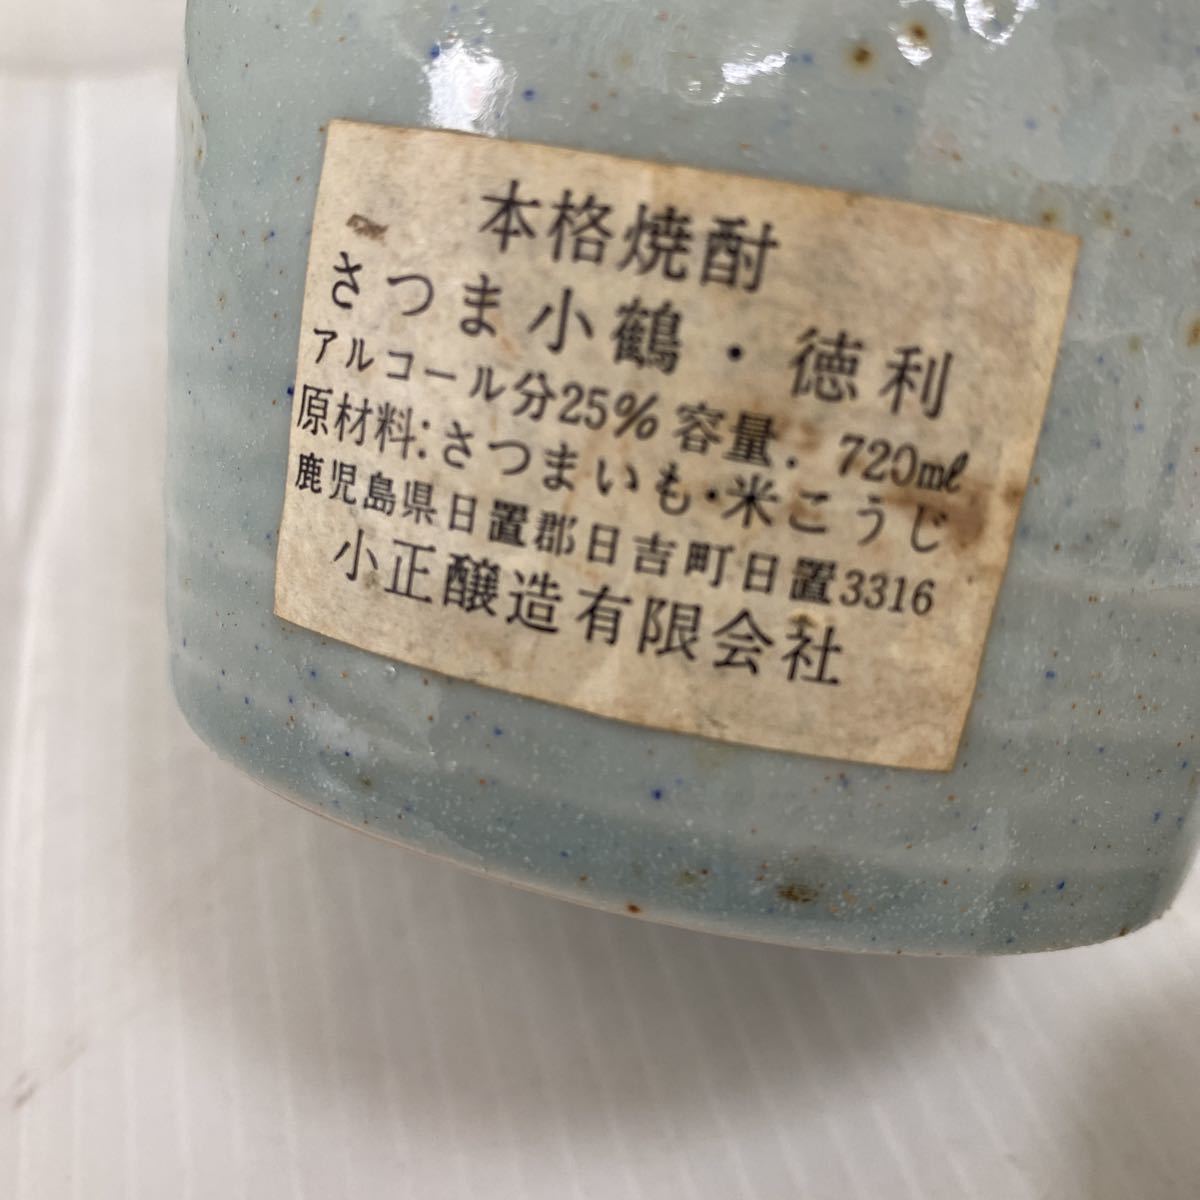 本格焼酎
さつま小鶴・徳利
アルコール分25% 容量. 720ml
原材料:さつまいも・米こうじ
鹿児島県日置郡日吉町日置3316
小正醸造有限会社